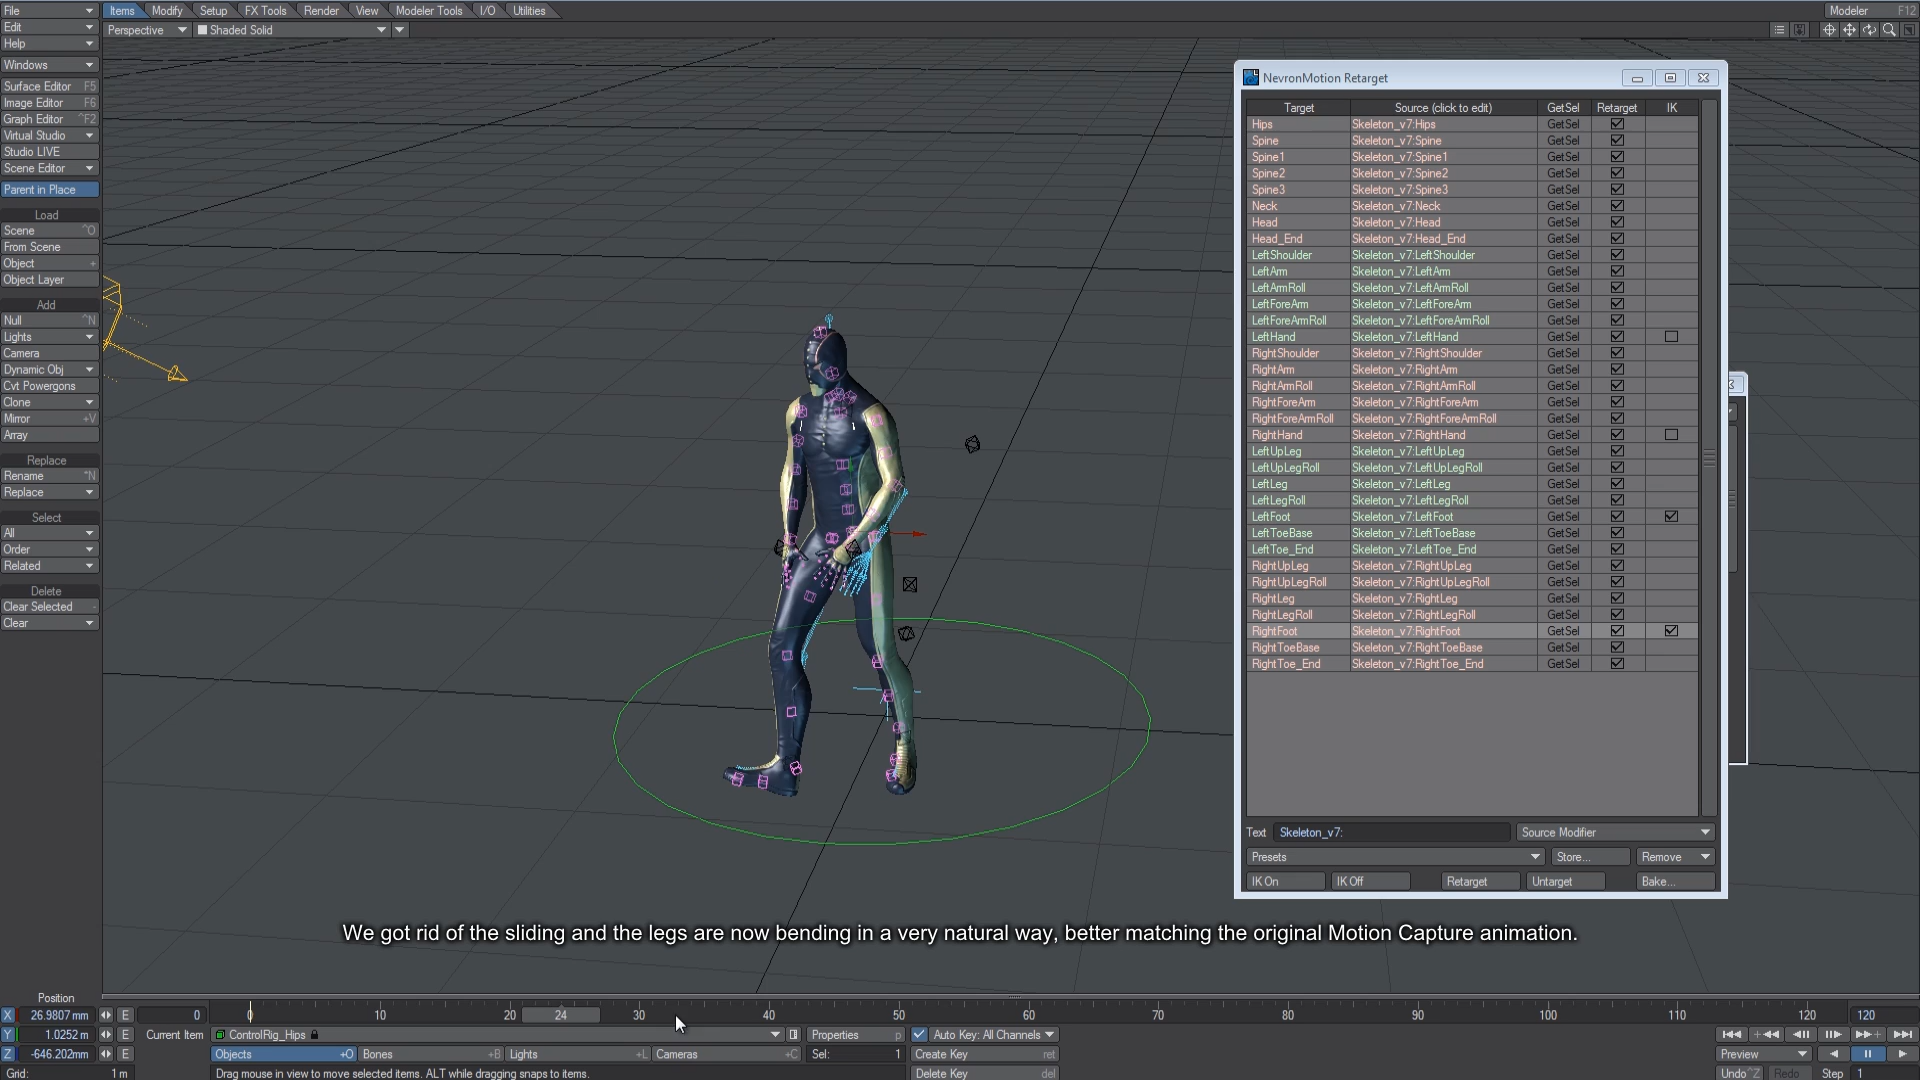 File
Edit
Help
Windows
Surface Editor F5
Image Editor F6
Graph Editor ^F2
Virtual Studio
Studio LIVE
Scene Editor
Parent in Place
Load
Scene ^O
From Scene
Object +
Object Layer
Add
Null ^N
Lights
Camera
Dynamic Obj
Cvt Powergons
Clone
Mirror +V
Array
Replace
Rename ^N
Replace
Select
All
Order
Related
Delete
Clear Selected -
Clear
Items Modify Setup FX Tools Render View Modeler Tools I/O Utilities
Modeler F12
Perspective Shaded Solid
NevronMotion Retarget
Target Source (click to edit) GetSel Retarget IK
Hips Skeleton_v7:Hips GetSel
Spine Skeleton_v7:Spine GetSel
Spine1 Skeleton_v7:Spine1 GetSel
Spine2 Skeleton_v7:Spine2 GetSel
Spine3 Skeleton_v7:Spine3 GetSel
Neck Skeleton_v7:Neck GetSel
Head Skeleton_v7:Head GetSel
Head_End Skeleton_v7:Head_End GetSel
LeftShoulder Skeleton_v7:LeftShoulder GetSel
LeftArm Skeleton_v7:LeftArm GetSel
LeftArmRoll Skeleton_v7:LeftArmRoll GetSel
LeftForeArm Skeleton_v7:LeftForeArm GetSel
LeftForeArmRoll Skeleton_v7:LeftForeArmRoll GetSel
LeftHand Skeleton_v7:LeftHand GetSel
RightShoulder Skeleton_v7:RightShoulder GetSel
RightArm Skeleton_v7:RightArm GetSel
RightArmRoll Skeleton_v7:RightArmRoll GetSel
RightForeArm Skeleton_v7:RightForeArm GetSel
RightForeArmRoll Skeleton_v7:RightForeArmRoll GetSel
RightHand Skeleton_v7:RightHand GetSel
LeftUpLeg Skeleton_v7:LeftUpLeg GetSel
LeftUpLegRoll Skeleton_v7:LeftUpLegRoll GetSel
LeftLeg Skeleton_v7:LeftLeg GetSel
LeftLegRoll Skeleton_v7:LeftLegRoll GetSel
LeftFoot Skeleton_v7:LeftFoot GetSel
LeftToeBase Skeleton_v7:LeftToeBase GetSel
LeftToe_End Skeleton_v7:LeftToe_End GetSel
RightUpLeg Skeleton_v7:RightUpLeg GetSel
RightUpLegRoll Skeleton_v7:RightUpLegRoll GetSel
RightLeg Skeleton_v7:RightLeg GetSel
RightLegRoll Skeleton_v7:RightLegRoll GetSel
RightFoot Skeleton_v7:RightFoot GetSel
RightToeBase Skeleton_v7:RightToeBase GetSel
RightToe_End Skeleton_v7:RightToe_End GetSel
Text Skeleton_v7: Source Modifier
Presets Store... Remove
IK On IK Off Retarget Untarget Bake...
We got rid of the sliding and the legs are now bending in a very natural way, better matching the original Motion Capture animation.
Position
X 26.9807 mm E 0 0 10 20 24 30 40 50 60 70 80 90 100 110 120 120
Y 1.0252 m E Current Item ControlRig_Hips Properties p Auto Key: All Channels
Z -646.202mm E Objects +O Bones +B Lights +L Cameras +C Sel: 1 Create Key ret Preview
Grid: 1 m Drag mouse in view to move selected items. ALT while dragging snaps to items. Delete Key del Undo ^Z Redo Step 1